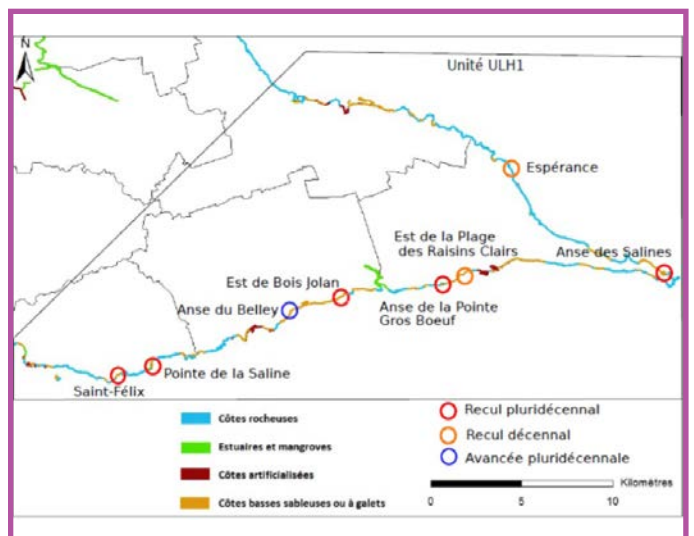 N
Unité ULH1
Espérance
Est de la Plage
des Raisins Clairs
Anse des Salines
Est de Bois Jolan
Anse du Belley
Anse de la Pointe
Gros Boeuf
Pointe de la Saline
Saint-Félix
Côtes rocheuses
Estuaires et mangroves
Côtes artificialisées
Côtes basses sableuses ou à galets
Recul pluridécennal
Recul décennal
Avancée pluridécennale
Kilomètres
0 5 10